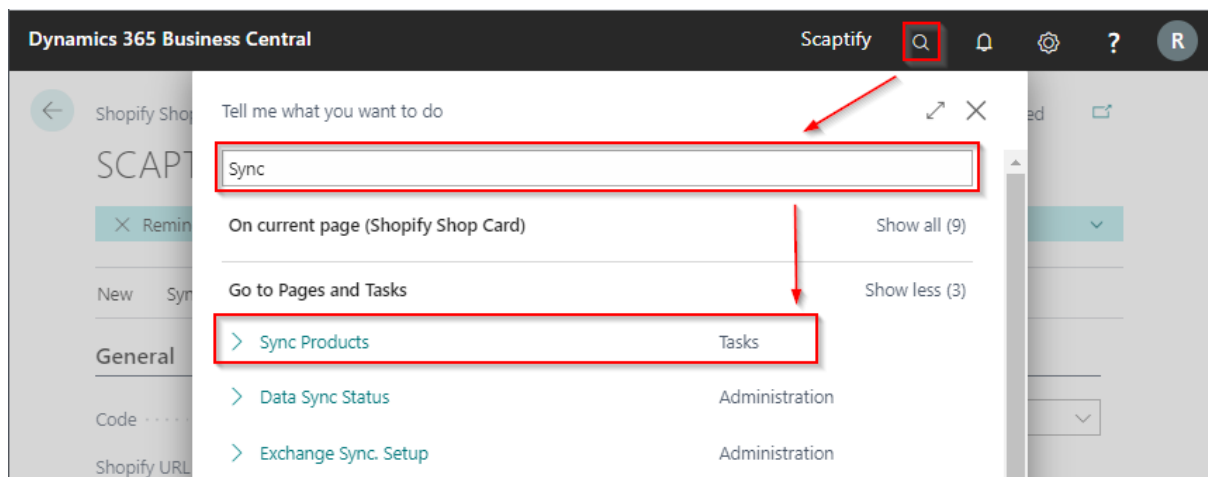 Dynamics 365 Business Central Scaptify ? R
Shopify Shop
Tell me what you want to do
ed
SCAPT
Sync
Remin
On current page (Shopify Shop Card) Show all (9)
New Syn
Go to Pages and Tasks Show less (3)
Sync Products Tasks
General
Data Sync Status Administration
Code
Exchange Sync. Setup Administration
Shopify URL